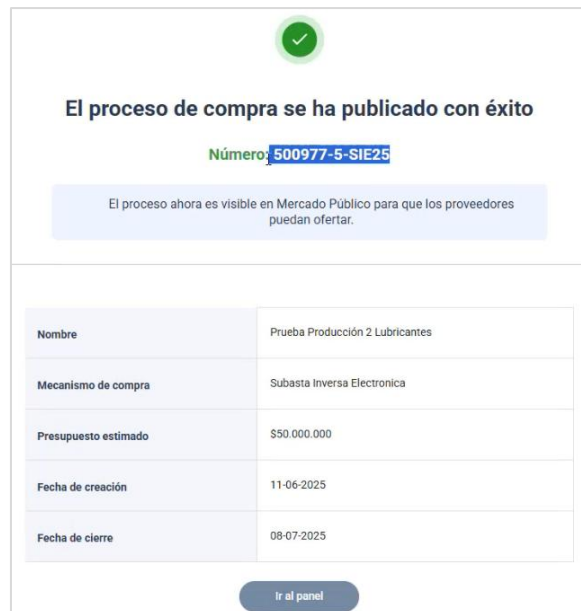 El proceso de compra se ha publicado con éxito
Número: 500977-5-SIE25
El proceso ahora es visible en Mercado Público para que los proveedores
puedan ofertar.
Nombre Prueba Producción 2 Lubricantes
Mecanismo de compra Subasta Inversa Electronica
Presupuesto estimado $50.000.000
Fecha de creación 11-06-2025
Fecha de cierre 08-07-2025
Ir al panel